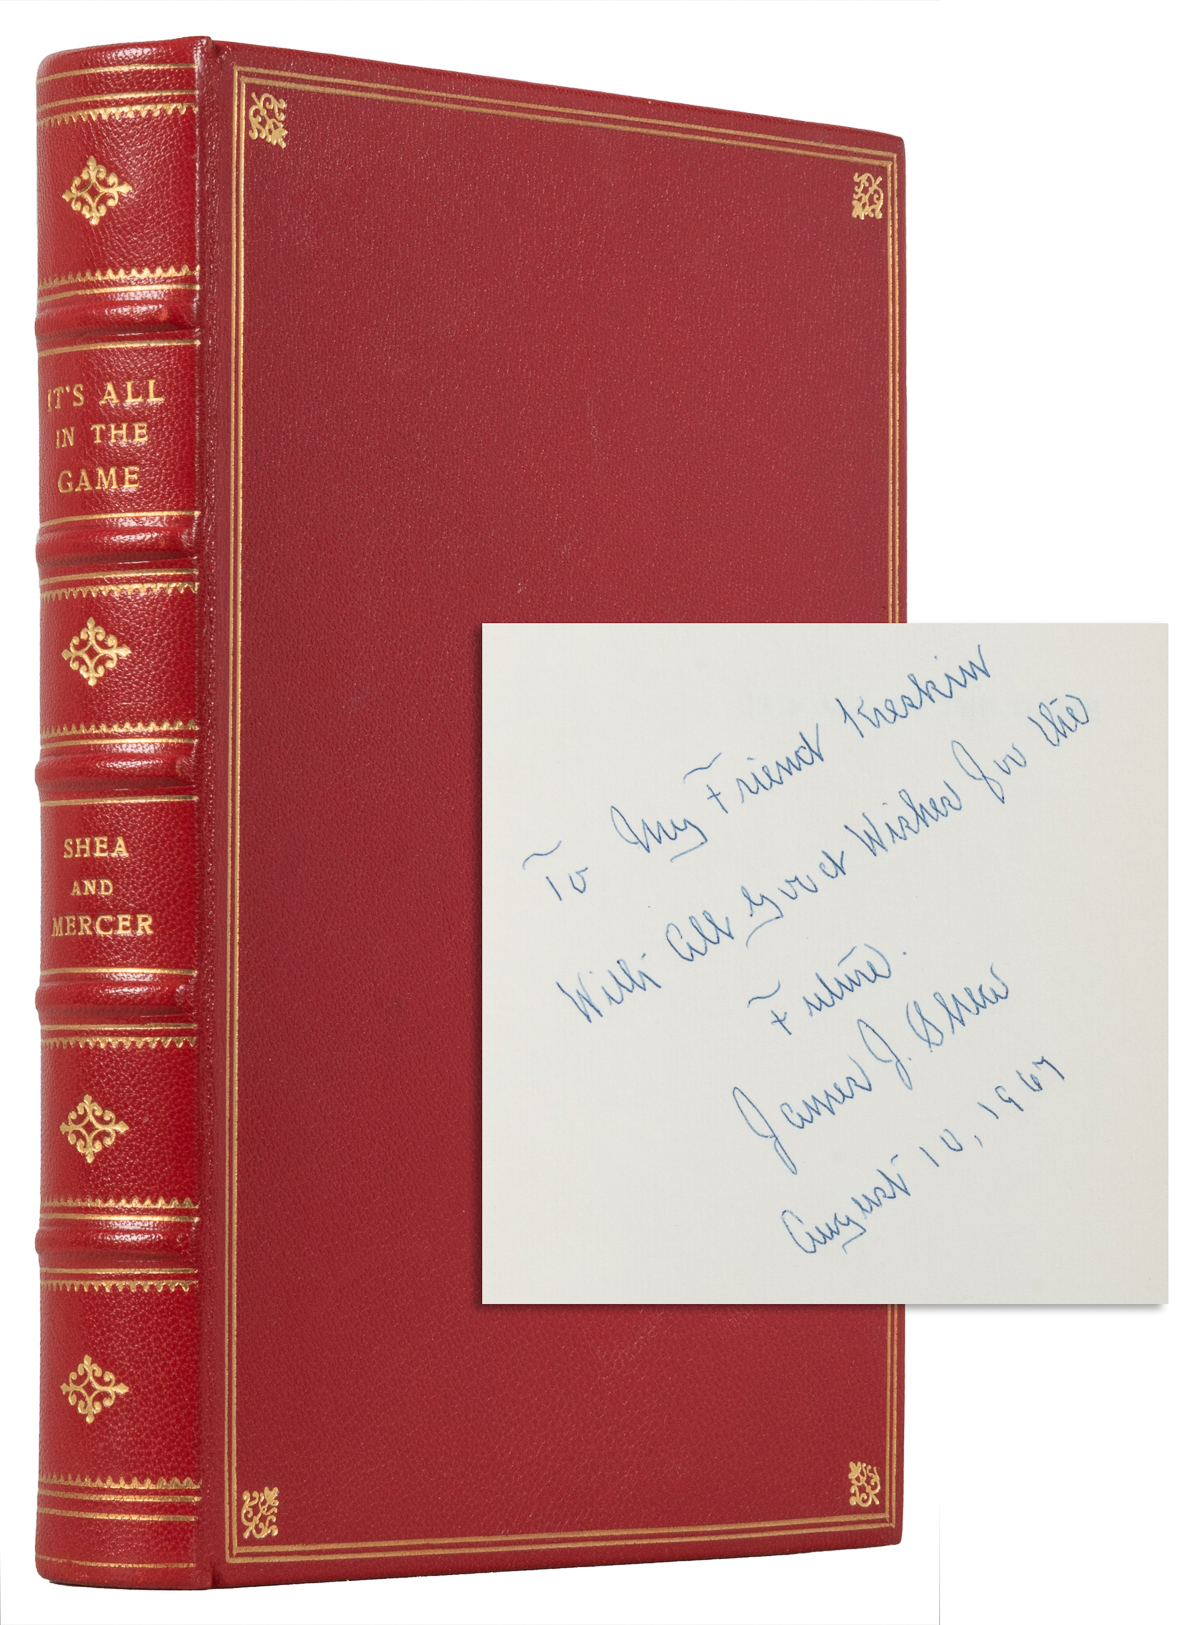 IT'S ALL
IN THE
GAME
SHEA
AND
MERCER
To My Friend Kreskin
With All Good Wishes For the
Future.
James J. Shea
August 10, 1967